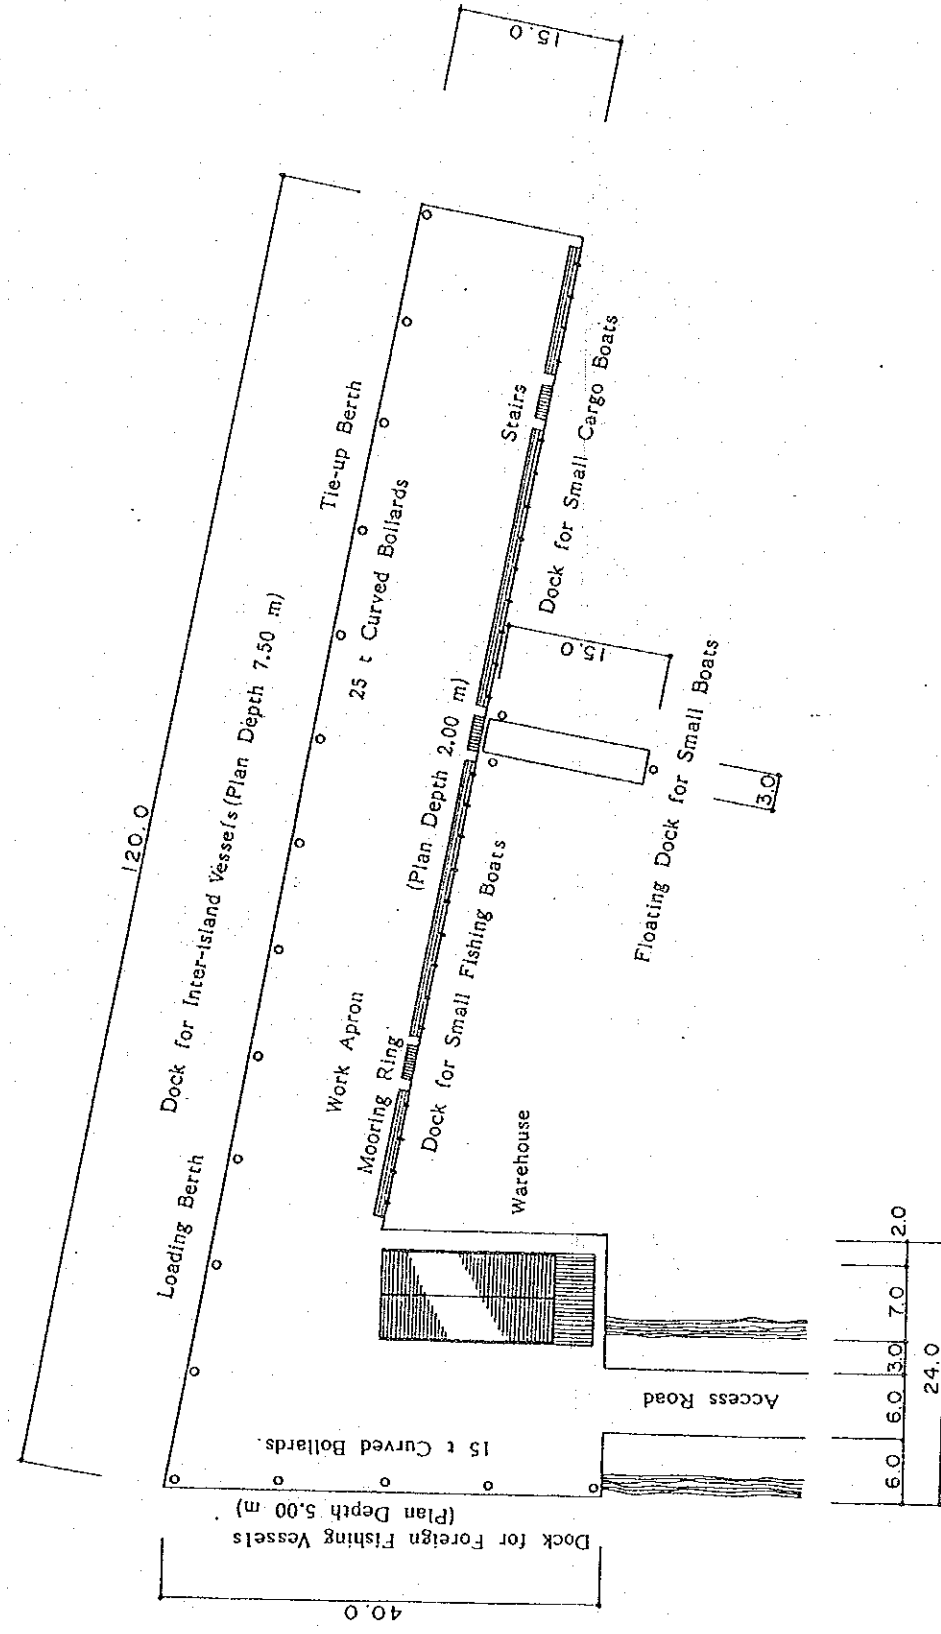 15.0
120.0
Dock for Inter-island Vessels (Plan Depth 7.50 m)
Loading Berth
Tie-up Berth
25 t Curved Bollards
Work Apron
Mooring Ring
(Plan Depth 2.00 m)
Stairs
Dock for Small Fishing Boats
Dock for Small Cargo Boats
15.0
3.0
Floating Dock for Small Boats
Warehouse
15 t Curved Bollards.
(Plan Depth 5.00 m)
Dock for Foreign Fishing Vessels
40.0
Access Road
6.0
6.0
3.0
7.0
2.0
24.0